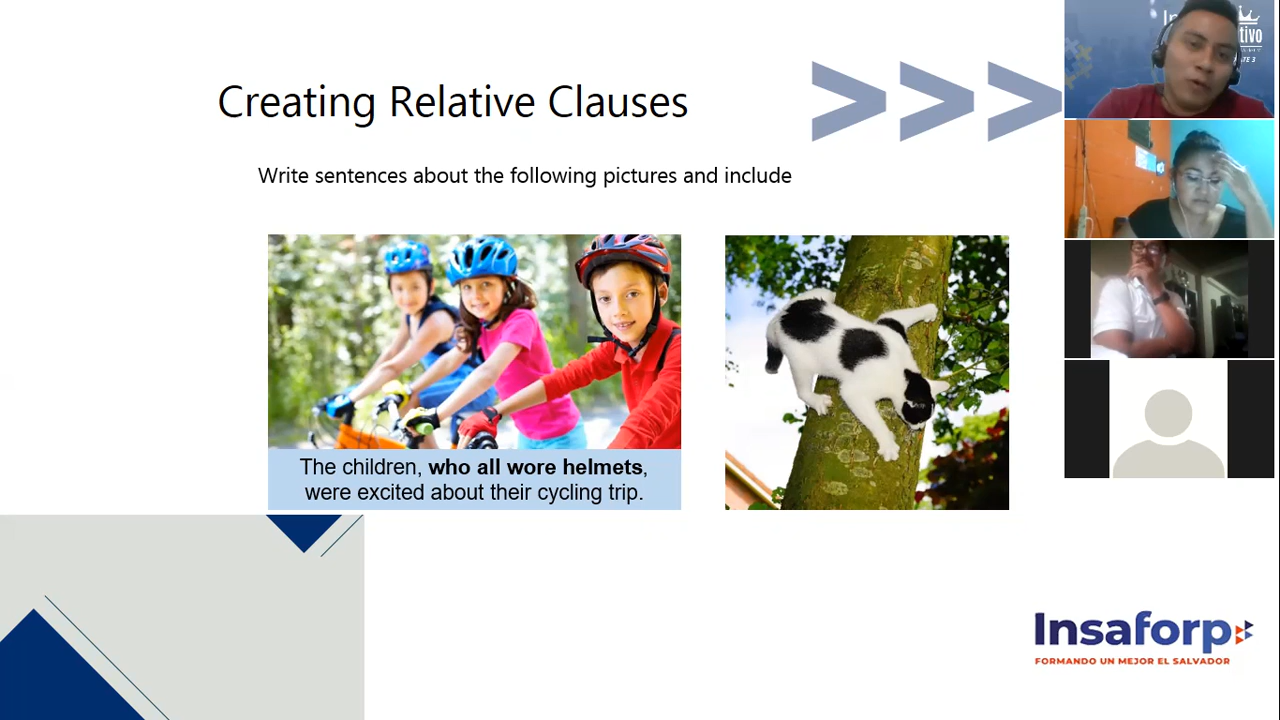 Creating Relative Clauses
>>>
Write sentences about the following pictures and include
The children, who all wore helmets,
were excited about their cycling trip.
Insaforp
FORMANDO UN MEJOR EL SALVADOR